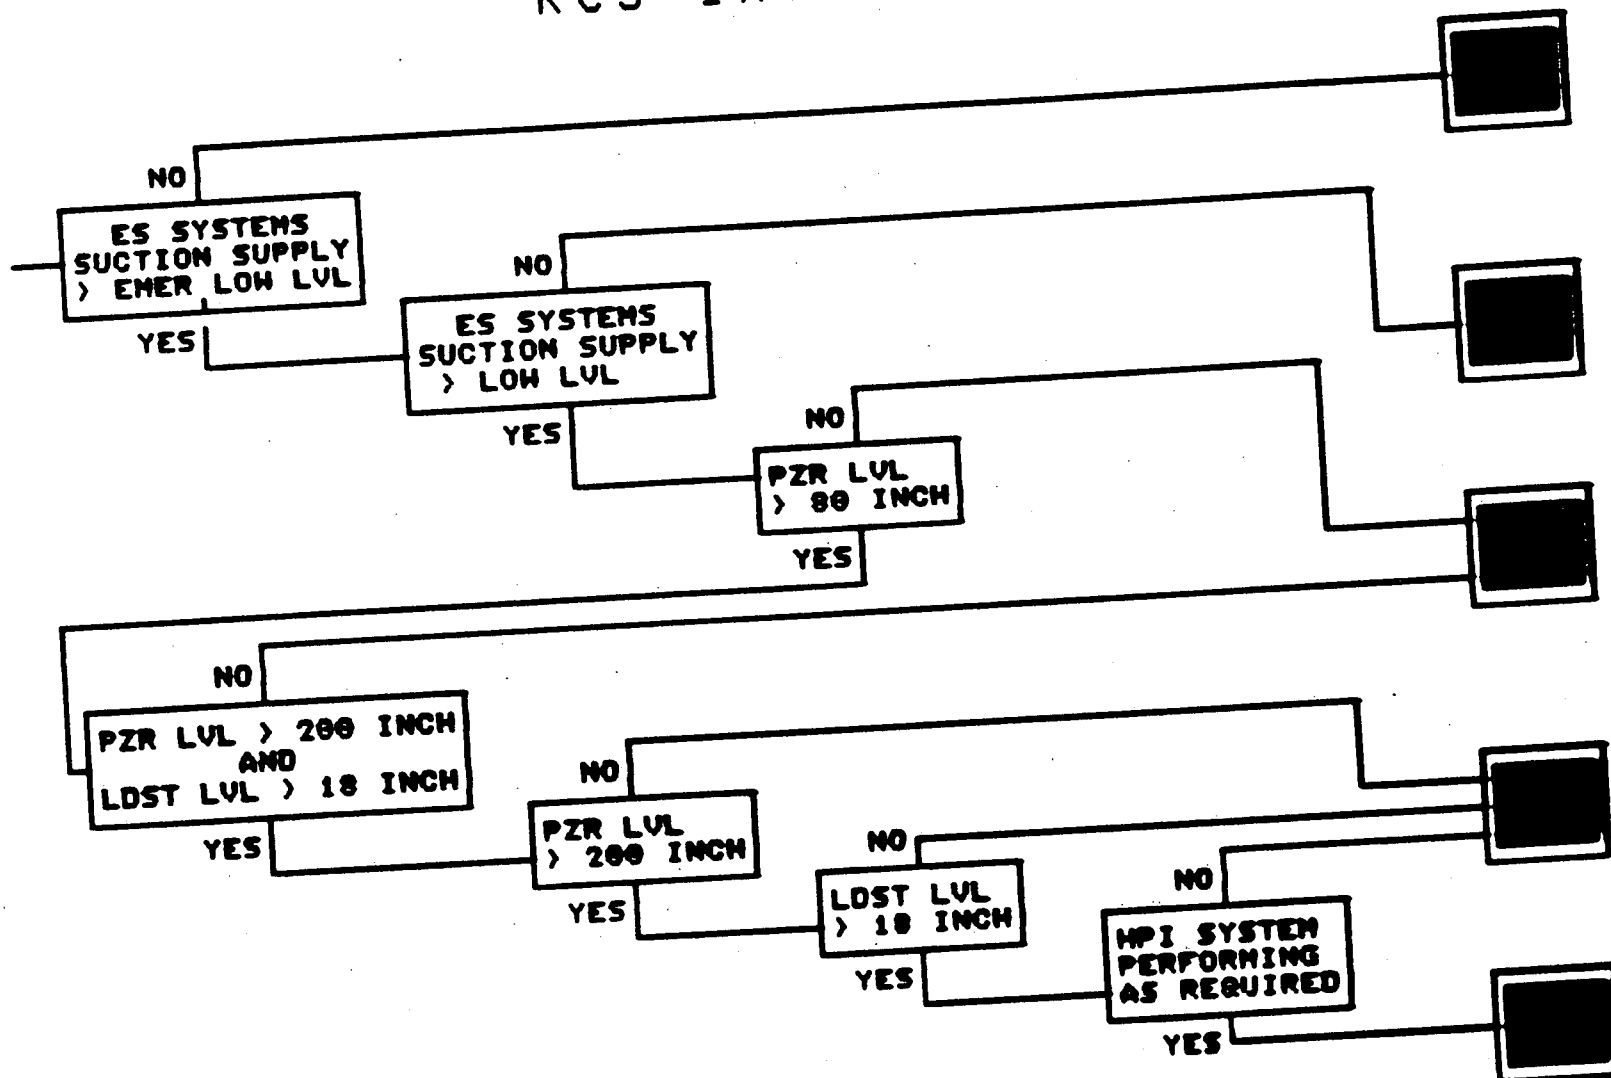 RCS
NO
ES SYSTEMS
SUCTION SUPPLY
> EMER LOW LVL
YES
NO
ES SYSTEMS
SUCTION SUPPLY
> LOW LVL
YES
NO
PZR LVL
> 80 INCH
YES
NO
PZR LVL > 200 INCH
AND
LDST LVL > 18 INCH
YES
NO
PZR LVL
> 200 INCH
YES
NO
LDST LVL
> 18 INCH
YES
NO
HPI SYSTEM
PERFORMING
AS REQUIRED
YES